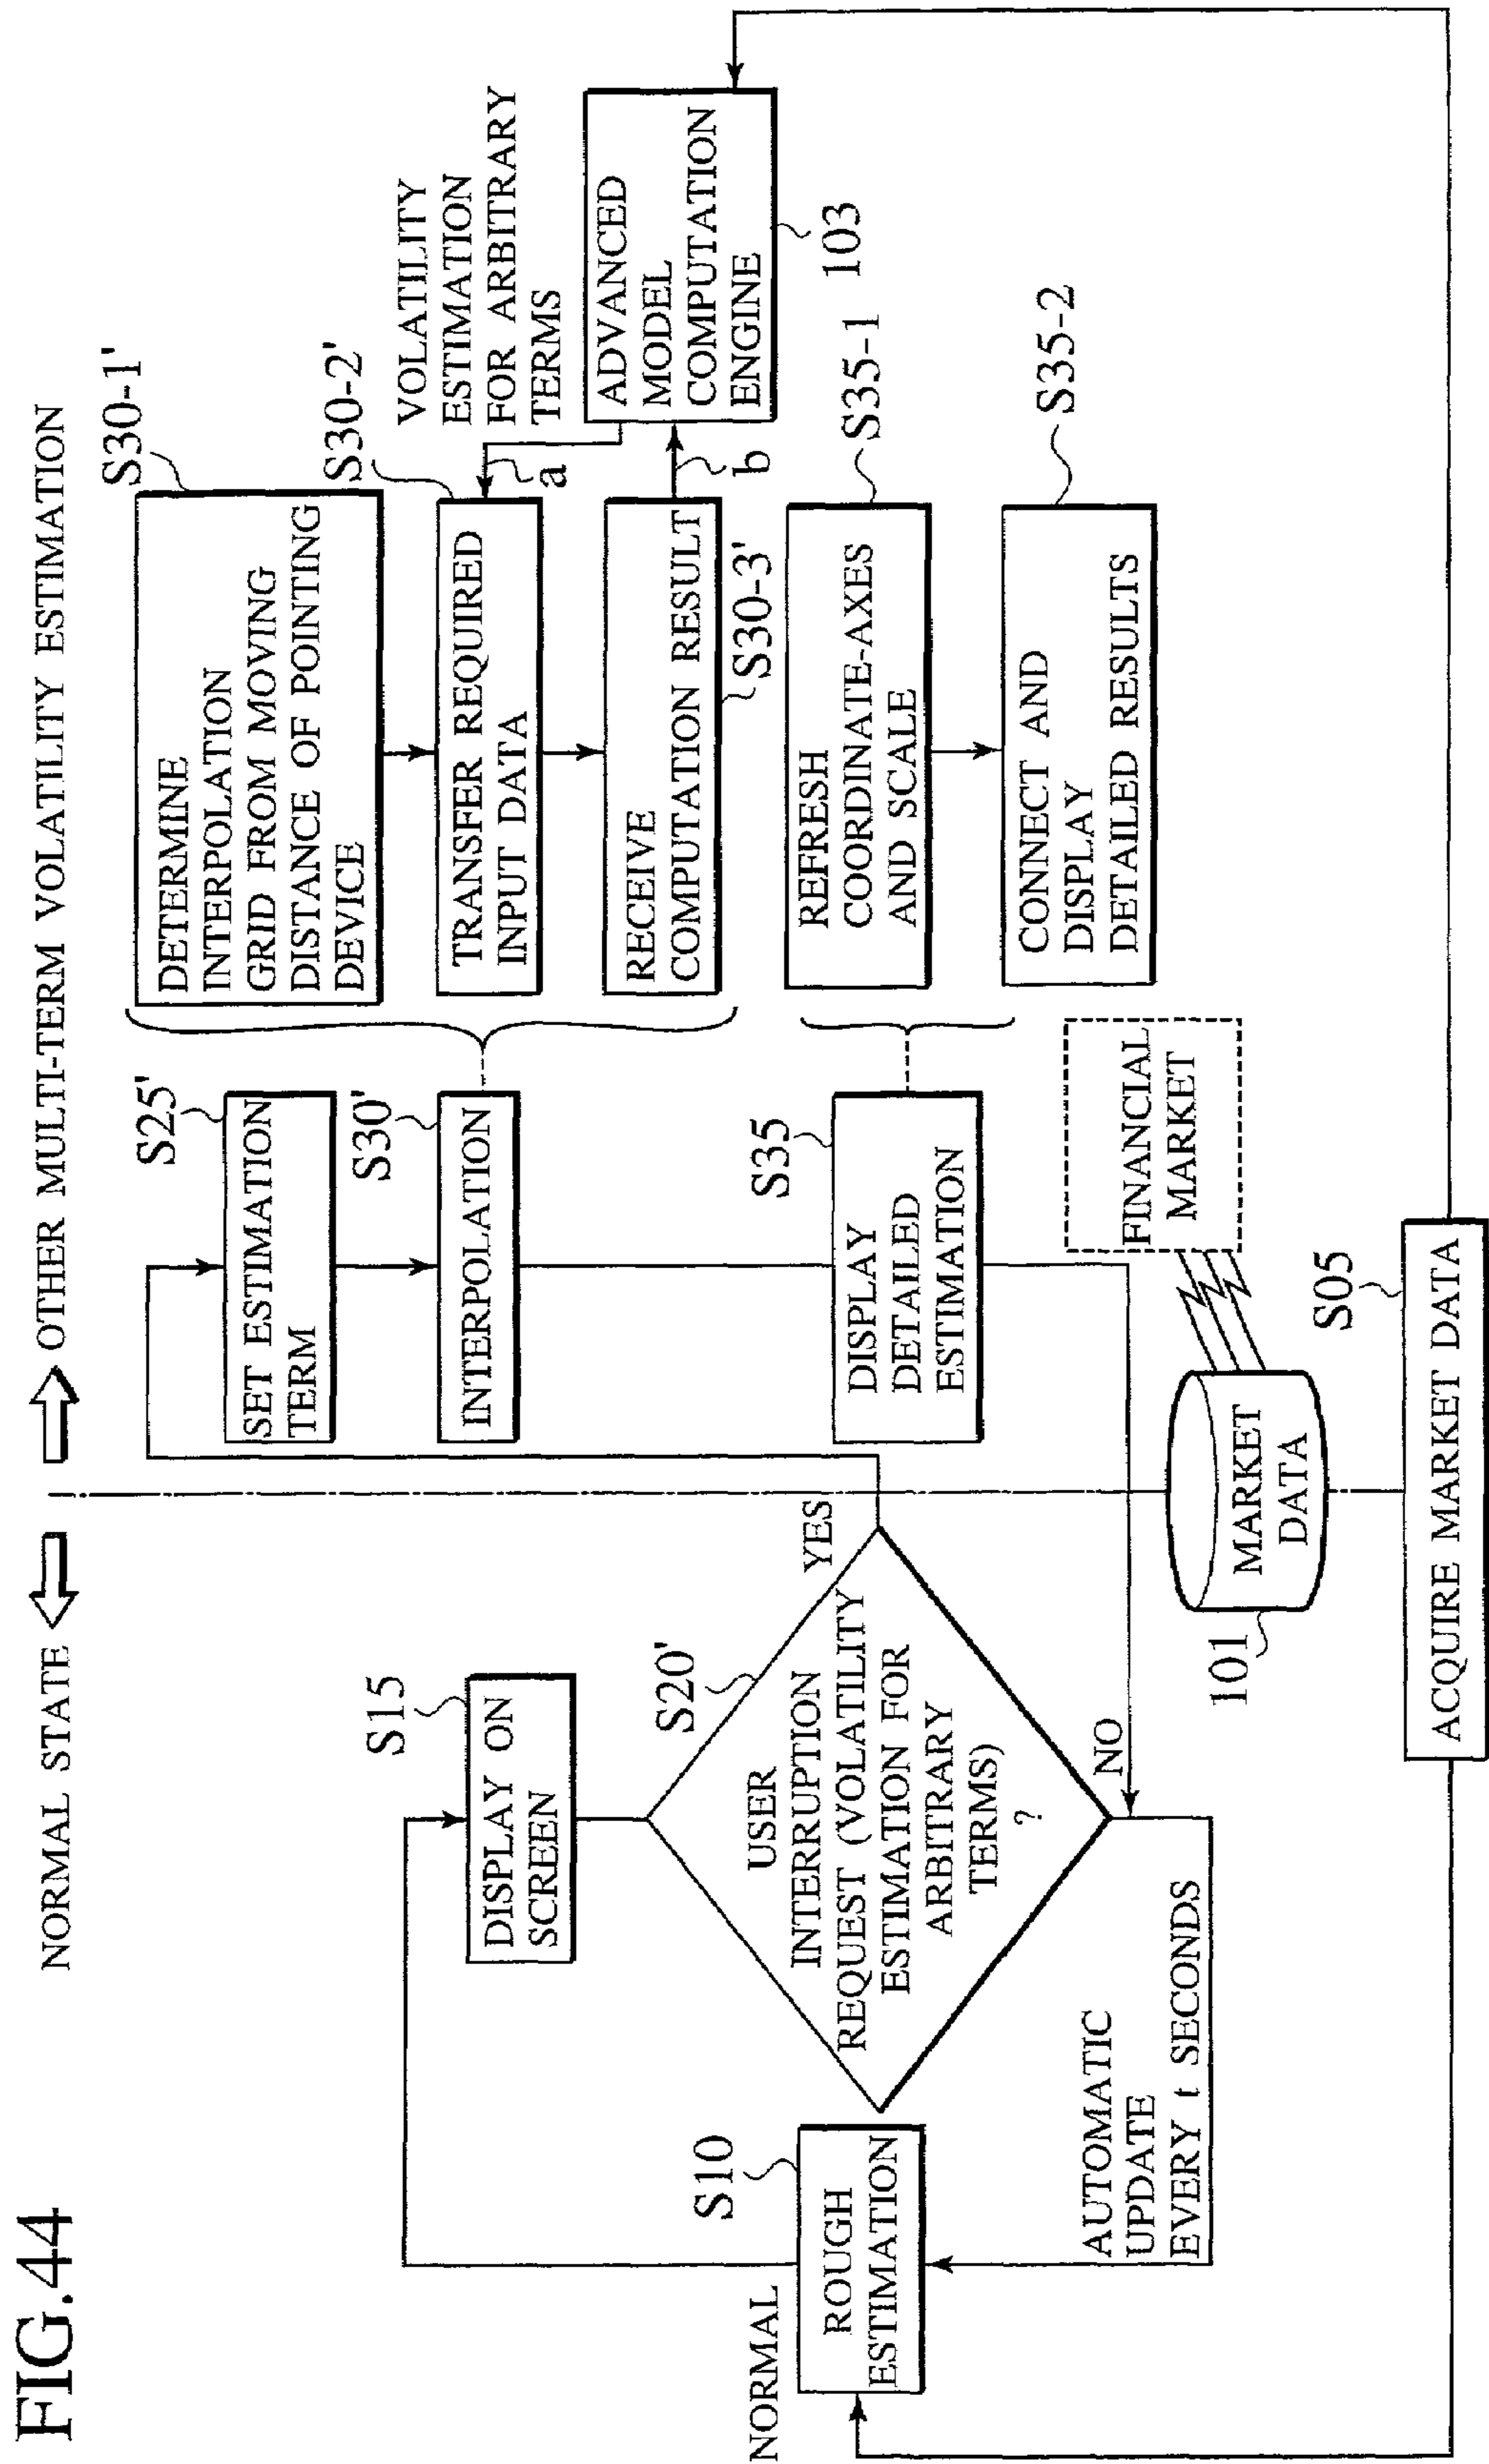 FIG.44
NORMAL STATE
OTHER MULTI-TERM VOLATILITY ESTIMATION
S15
DISPLAY ON
SCREEN
S10
NORMAL
ROUGH
ESTIMATION
S20'
USER
INTERRUPTION
REQUEST (VOLATILITY
ESTIMATION FOR
ARBITRARY
TERMS)
?
YES
NO
AUTOMATIC
UPDATE
EVERY t SECONDS
S25'
SET ESTIMATION
TERM
S30'
INTERPOLATION
S35
DISPLAY
DETAILED
ESTIMATION
S30-1'
DETERMINE
INTERPOLATION
GRID FROM MOVING
DISTANCE OF POINTING
DEVICE
S30-2'
TRANSFER REQUIRED
INPUT DATA
RECEIVE
COMPUTATION RESULT
S30-3'
a
b
VOLATILITY
ESTIMATION
FOR ARBITRARY
TERMS
ADVANCED
MODEL
COMPUTATION
ENGINE
103
S35-1
REFRESH
COORDINATE-AXES
AND SCALE
S35-2
CONNECT AND
DISPLAY
DETAILED RESULTS
FINANCIAL
MARKET
MARKET
DATA
101
S05
ACQUIRE MARKET DATA